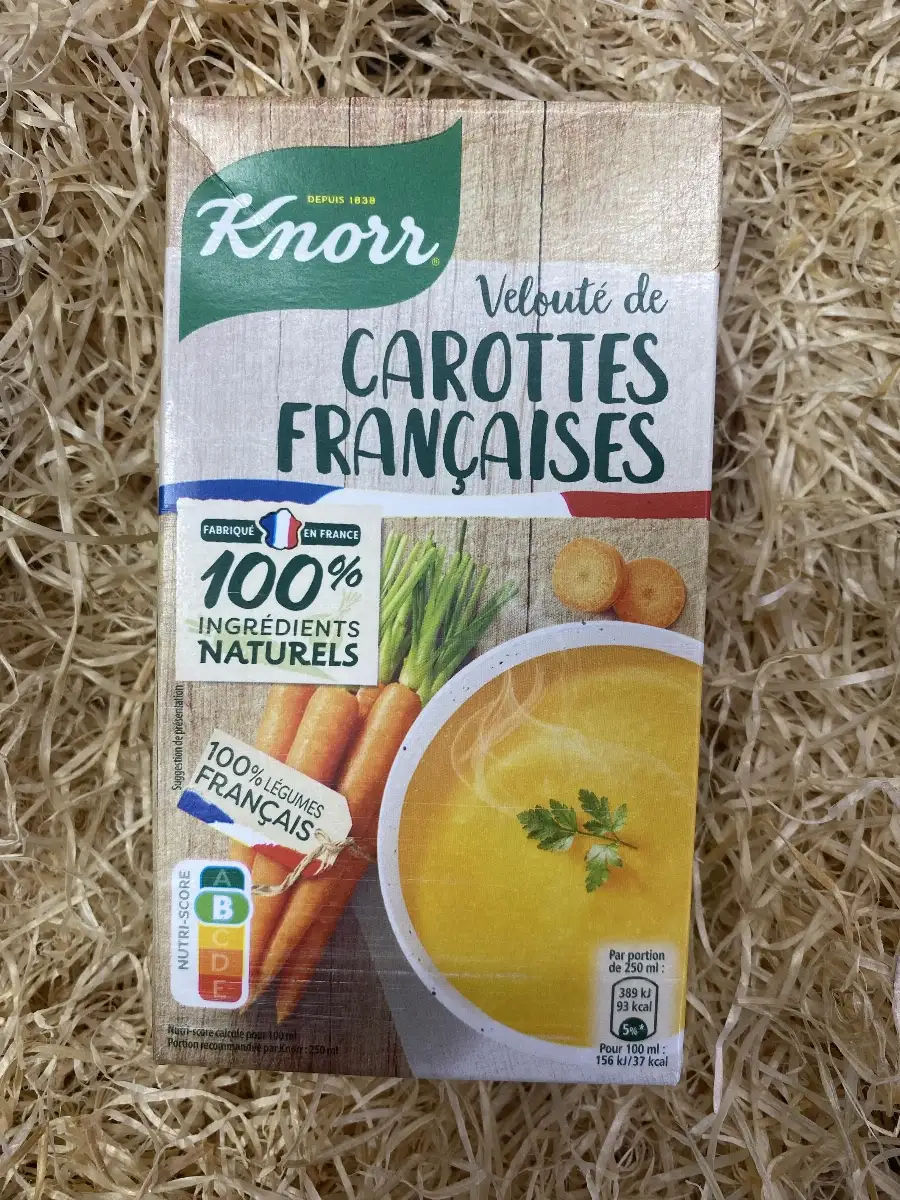 DEPUIS 1838
Knorr®
Velouté de
CAROTTES
FRANÇAISES
FABRIQUÉ EN FRANCE
100%
INGRÉDIENTS
NATURELS
Suggestion de présentation
100% LÉGUMES
FRANÇAIS
NUTRI-SCORE
A
B
C
D
E
Nutri-score calculé pour 100 ml
Portion recommandée par Knorr : 250 ml
Par portion
de 250 ml :
389 kJ
93 kcal
5%*
Pour 100 ml :
156 kJ/37 kcal